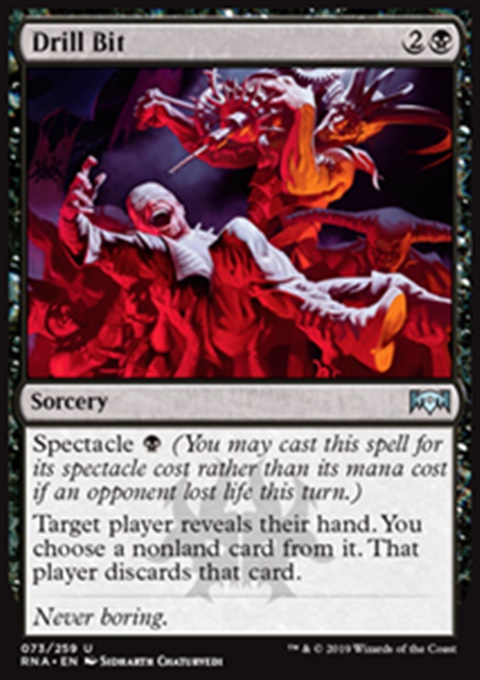 Drill Bit 2
Sorcery
Spectacle (You may cast this spell for
its spectacle cost rather than its mana cost
if an opponent lost life this turn.)
Target player reveals their hand. You
choose a nonland card from it. That
player discards that card.
Never boring.
073/259 U
RNA • EN Sidharth Chaturvedi
™ & © 2019 Wizards of the Coast